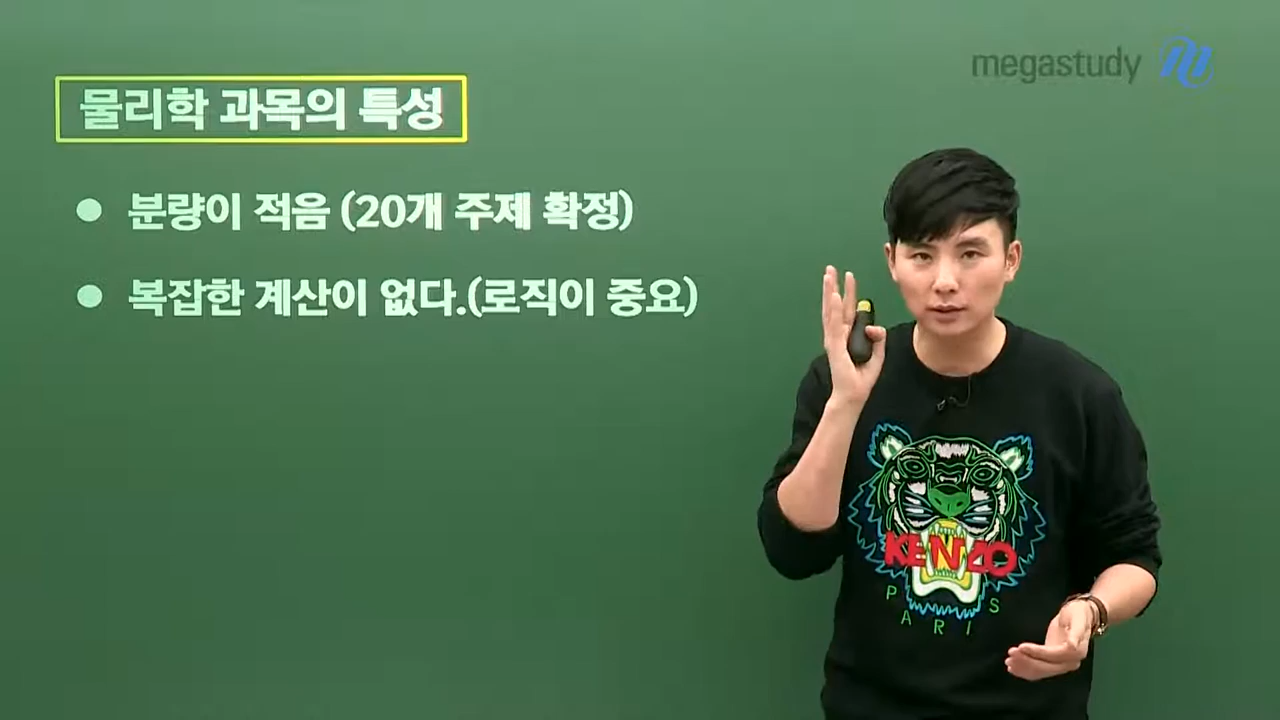 megastudy
물리학 과목의 특성
● 분량이 적음 (20개 주제 확정)
● 복잡한 계산이 없다.(로직이 중요)
KENZO
PARIS